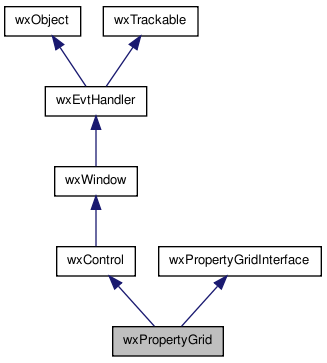 wxObject
wxTrackable
wxEvtHandler
wxWindow
wxControl
wxPropertyGridInterface
wxPropertyGrid